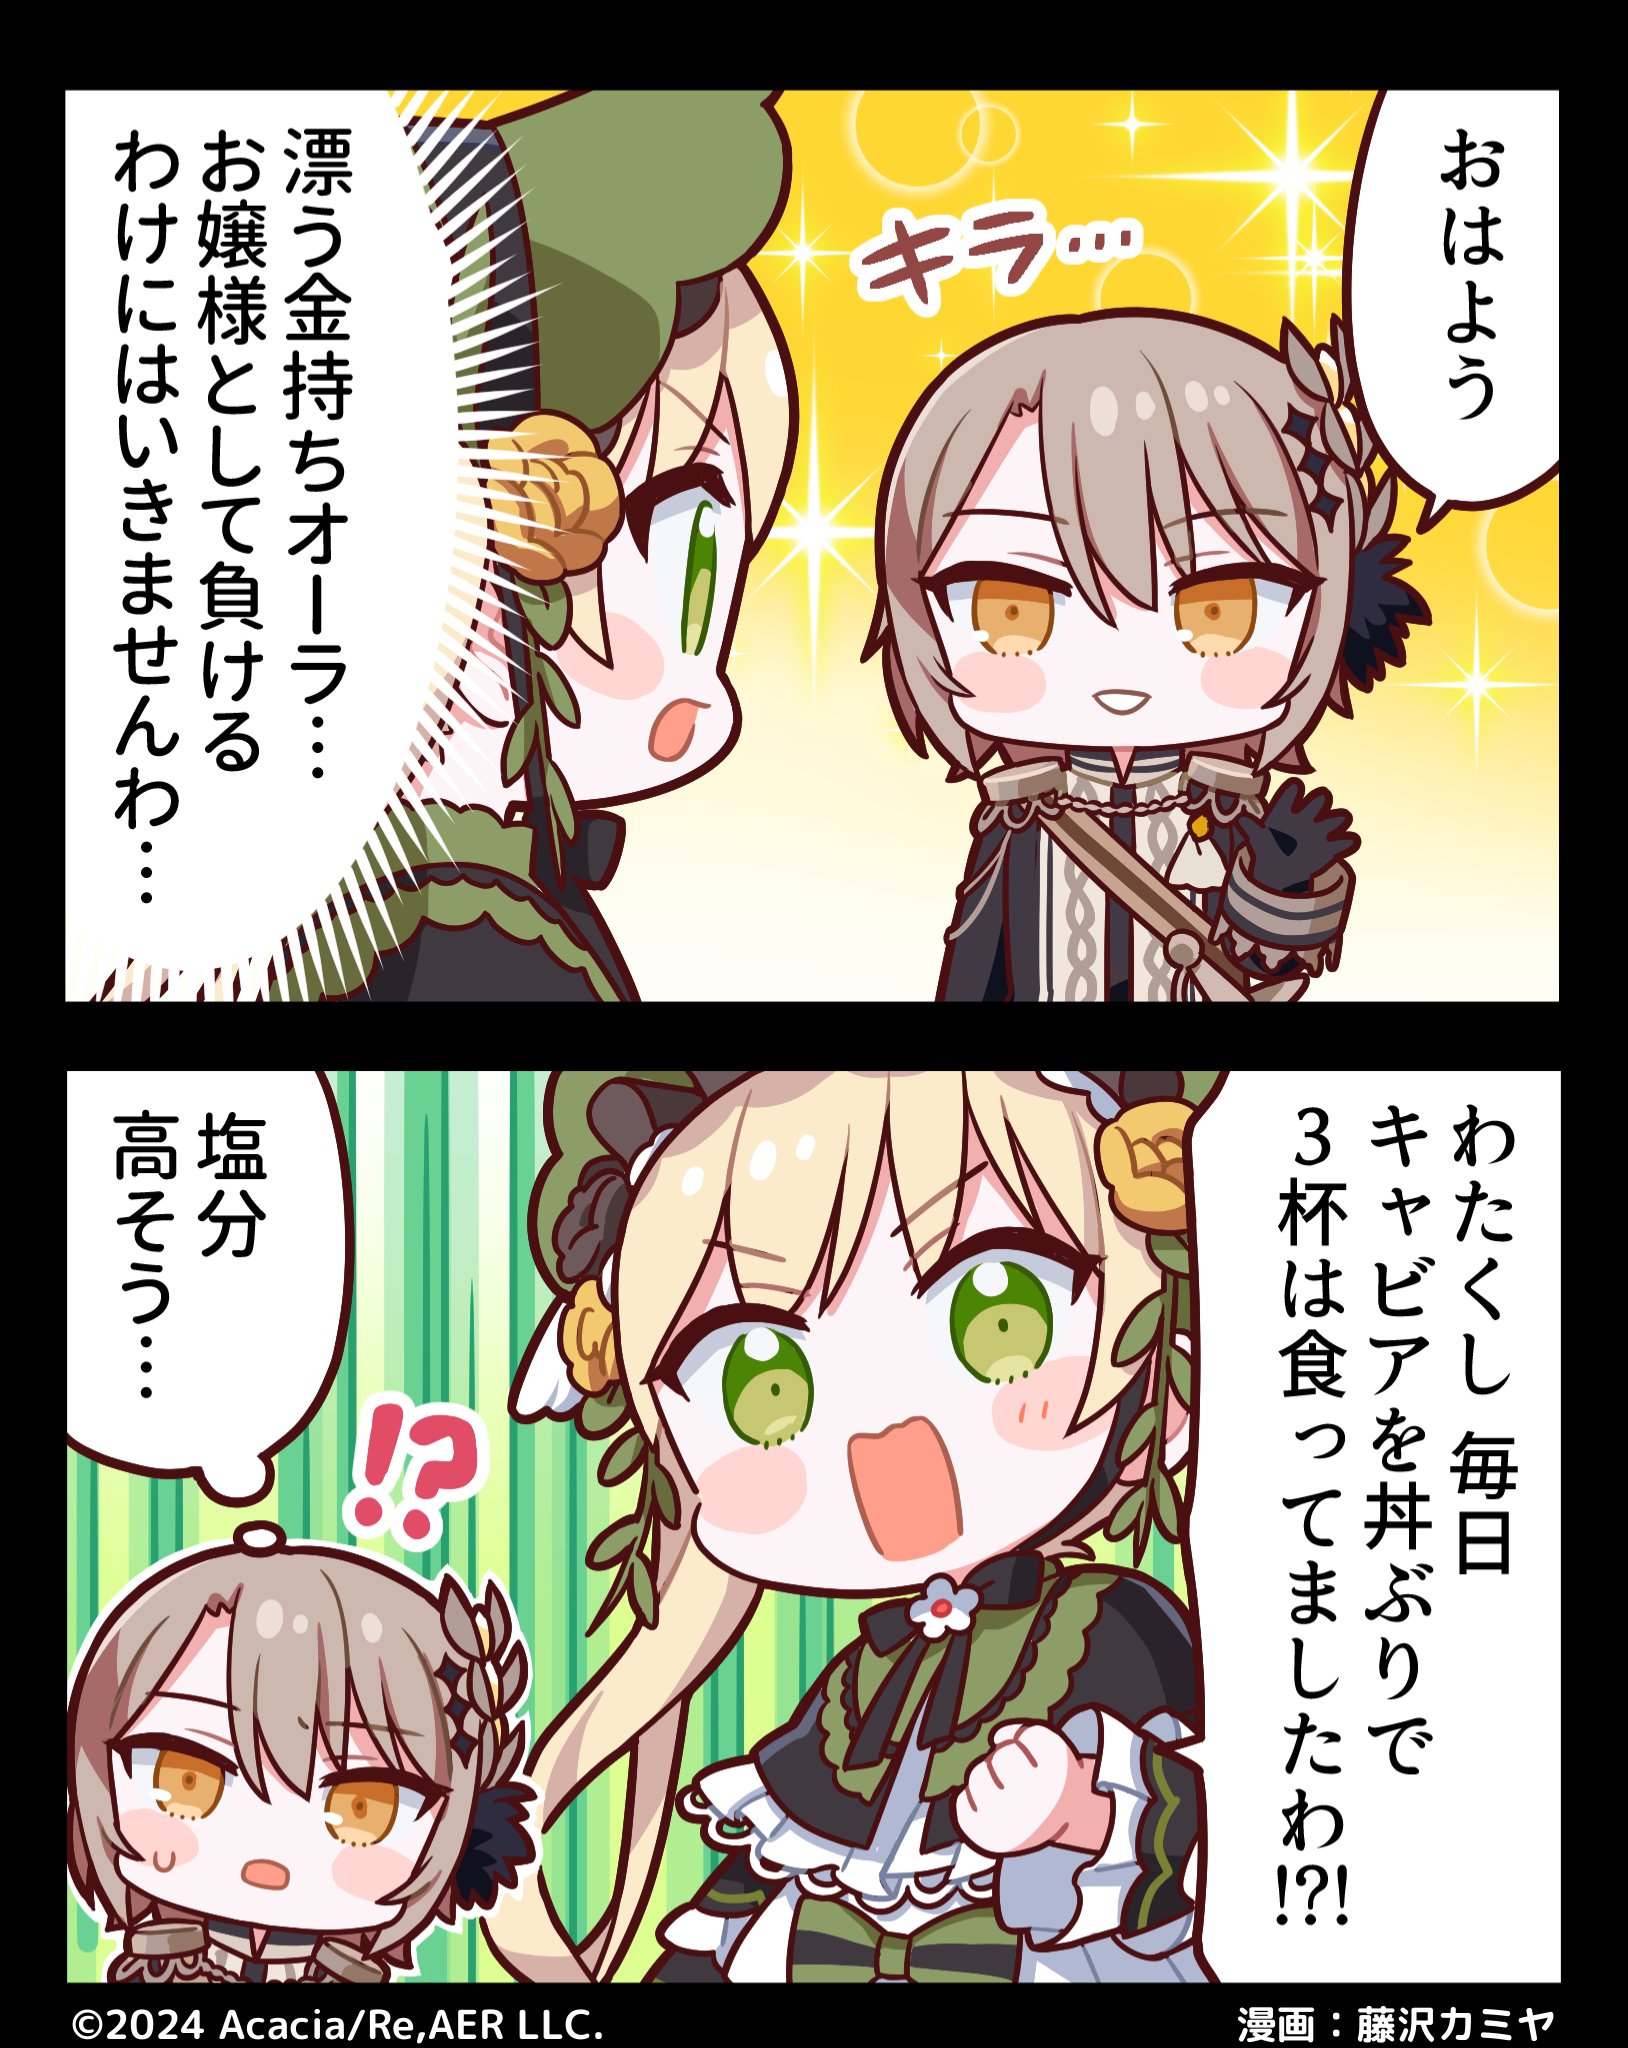 おはよう
キラ…
漂う金持ちオーラ…
お嬢様として負ける
わけにはいきませんわ…
わたくし 毎日
キャビアを丼ぶりで
3杯は食ってましたわ!?!
!?
塩分
高そう…
©2024 Acacia/Re,AER LLC.
漫画：藤沢カミヤ